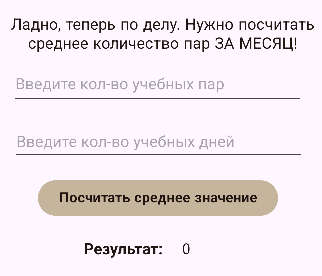 Ладно, теперь по делу. Нужно посчитать
среднее количество пар ЗА МЕСЯЦ!
Введите кол-во учебных пар
Введите кол-во учебных дней
Посчитать среднее значение
Результат: 0